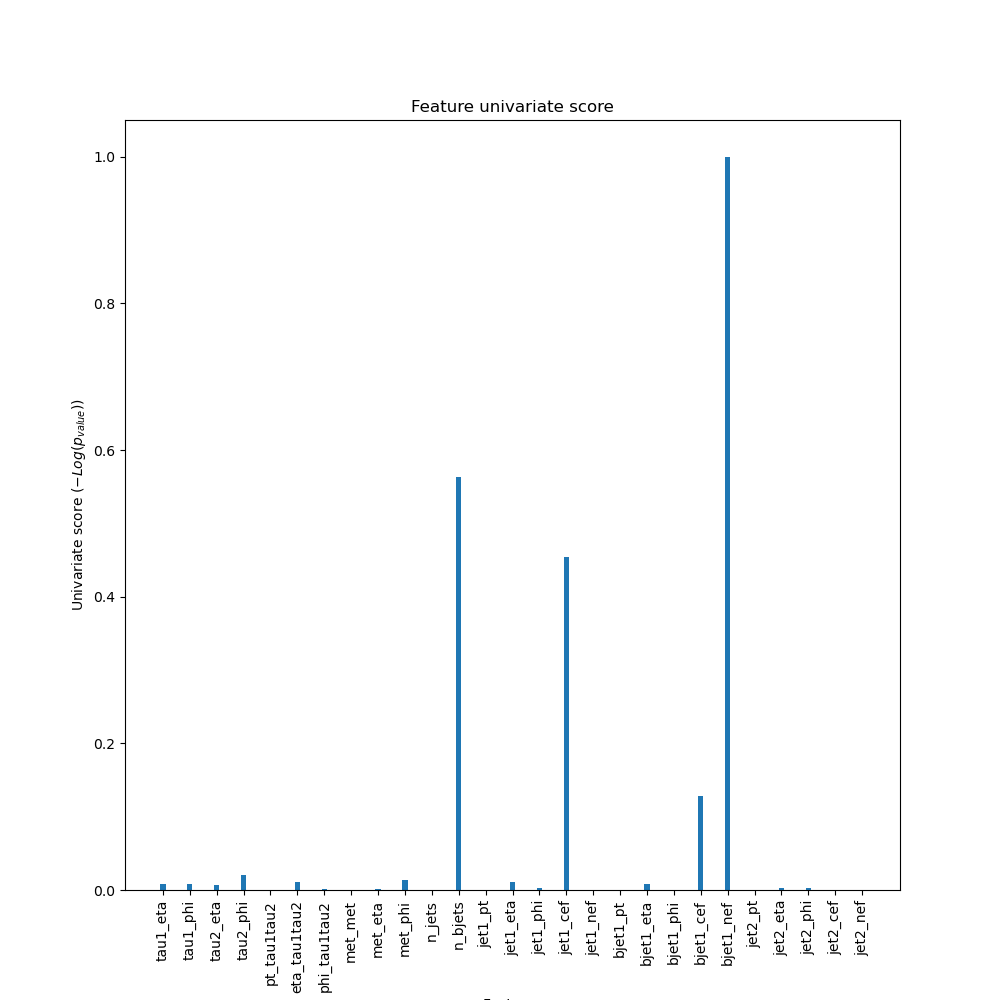 Feature univariate score
1.0
0.8
0.6
0.4
0.2
0.0
Univariate score (−Log(p_value))
tau1_eta
tau1_phi
tau2_eta
tau2_phi
pt_tau1tau2
eta_tau1tau2
phi_tau1tau2
met_met
met_eta
met_phi
n_jets
n_bjets
jet1_pt
jet1_eta
jet1_phi
jet1_cef
jet1_nef
bjet1_pt
bjet1_eta
bjet1_phi
bjet1_cef
bjet1_nef
jet2_pt
jet2_eta
jet2_phi
jet2_cef
jet2_nef